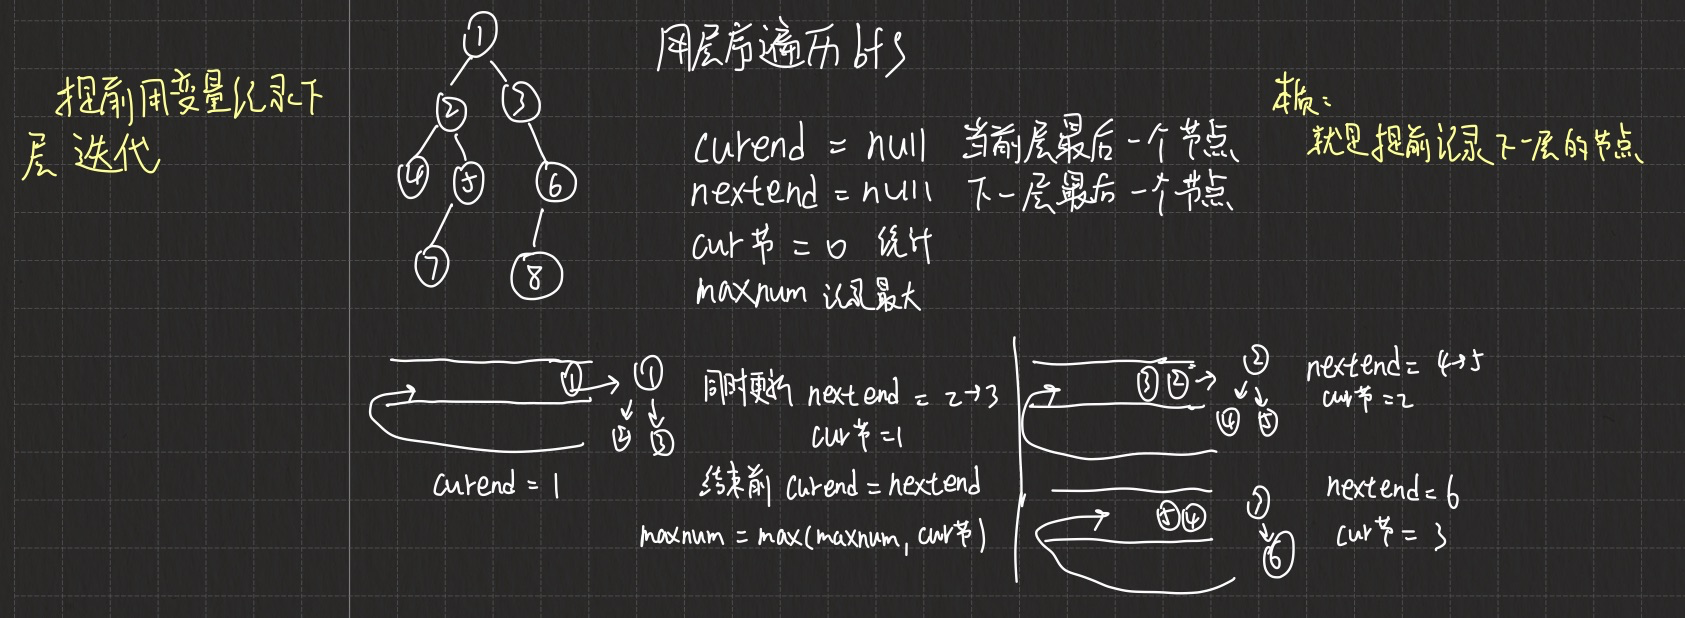 提前用变量记录下
层 迭代
①
② ③
④ ⑤ ⑥
⑦ ⑧
用层序遍历 bfs
curend = null 当前层最后一个节点
nextend = null 下一层最后一个节点
cur节 = 0 统计
maxnum 记录最大
本质：
就是提前记录下一层的节点
① → ①
② ③
curend = 1
同时更新 nextend = 2→3
cur节=1
结束前 curend = nextend
maxnum = max(maxnum, cur节)
③ ② → ②
④ ⑤
nextend = 4→5
cur节 =2
⑤ ④ ③
⑥
nextend = 6
cur节 = 3